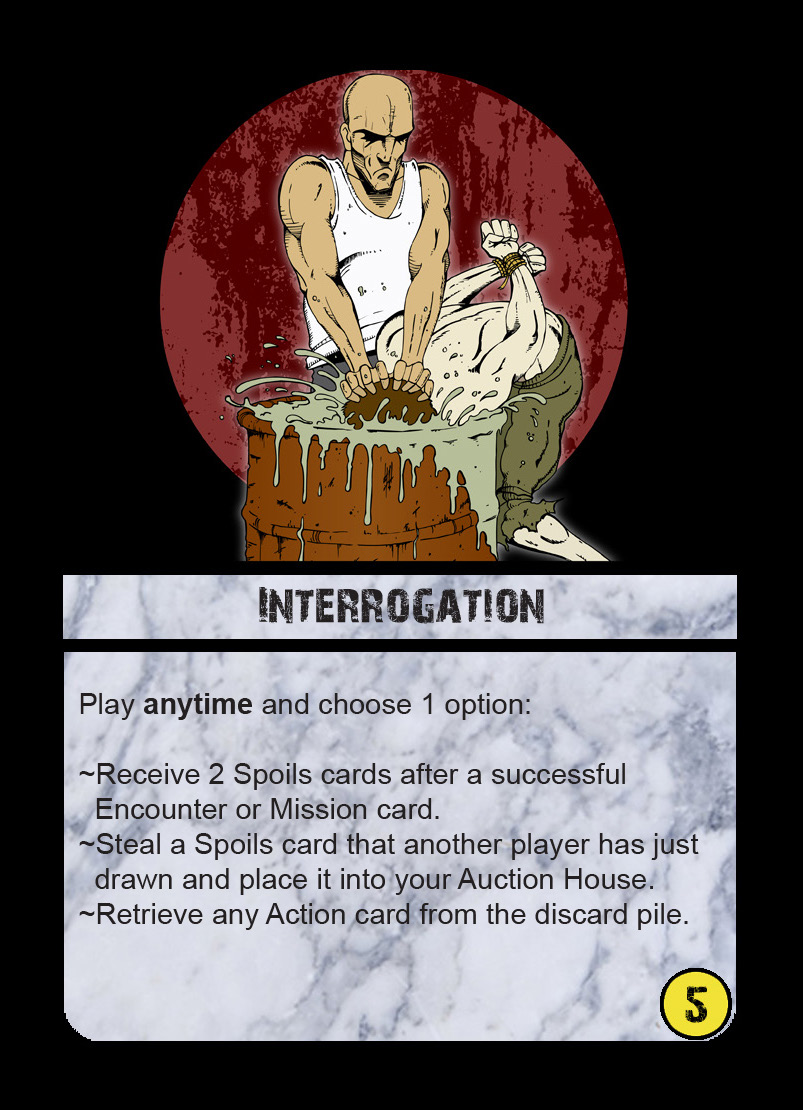 INTERROGATION
Play anytime and choose 1 option:
~Receive 2 Spoils cards after a successful
Encounter or Mission card.
~Steal a Spoils card that another player has just
drawn and place it into your Auction House.
~Retrieve any Action card from the discard pile.
5